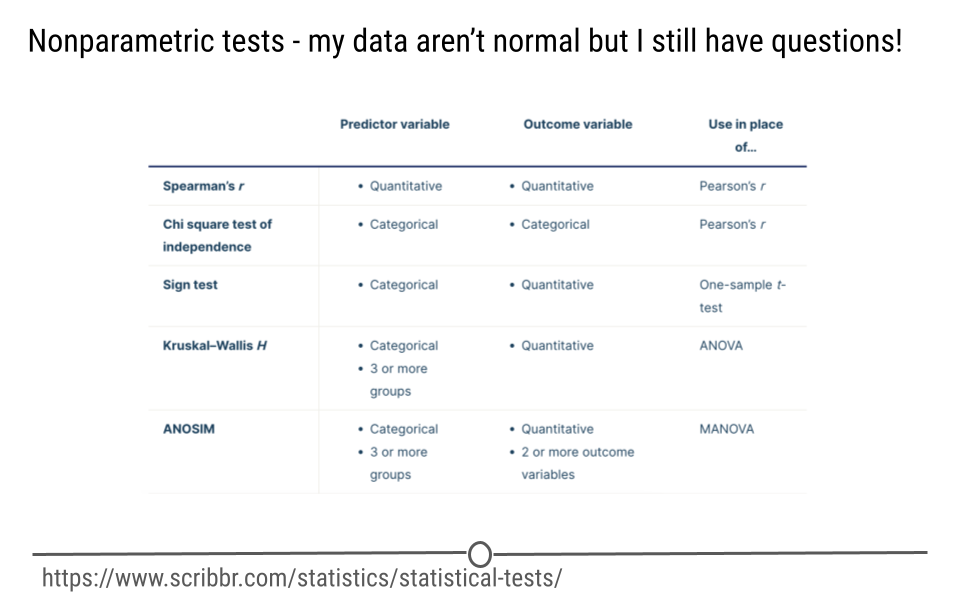 Nonparametric tests - my data aren’t normal but I still have questions!
Predictor variable Outcome variable Use in place
of...
Spearman’s r • Quantitative • Quantitative Pearson’s r
Chi square test of • Categorical • Categorical Pearson’s r
independence
Sign test • Categorical • Quantitative One-sample t-
test
Kruskal–Wallis H • Categorical • Quantitative ANOVA
• 3 or more
groups
ANOSIM • Categorical • Quantitative MANOVA
• 3 or more • 2 or more outcome
groups variables
https://www.scribbr.com/statistics/statistical-tests/